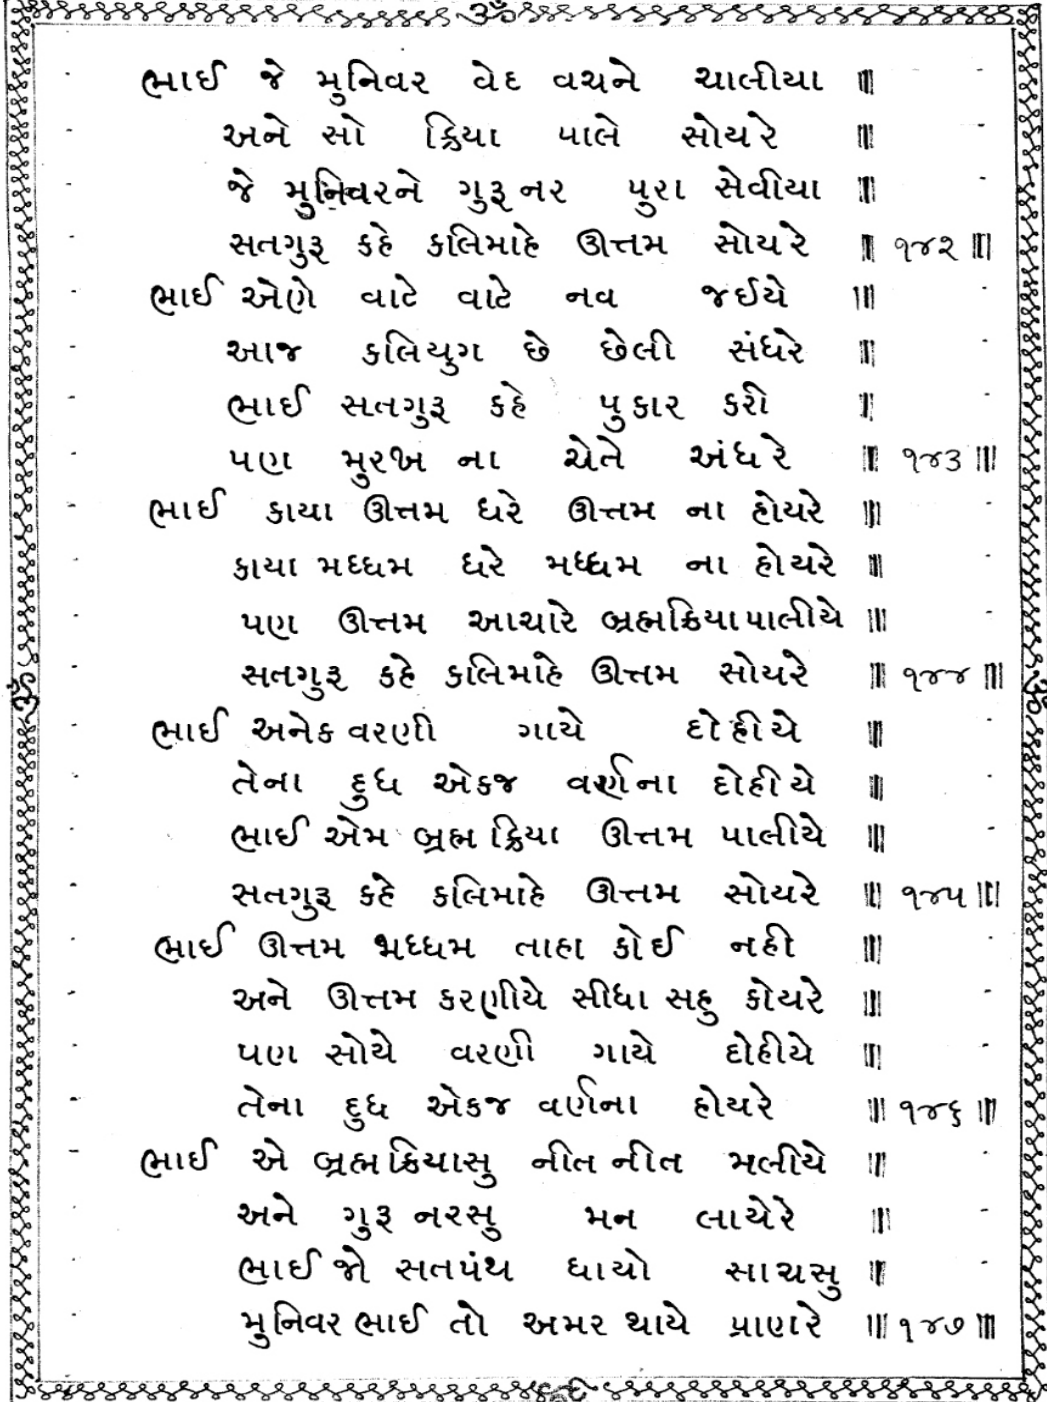 ૐ
ભાઈ જે મુનિવર વેદ વચને ચાલીયા ॥
અને સો ક્રિયા પાલે સોયરે ॥
જે મુનિવરને ગુરૂ નર પુરા સેવીયા ॥
સતગુરૂ કહે કલિમાહે ઊત્તમ સોયરે ॥ ૧૪૨ ॥
ભાઈ એણે વાટે વાટે નવ જઈયે ॥
આજ કલિયુગ છે છેલી સંધરે ॥
ભાઈ સતગુરૂ કહે પુકાર કરી ॥
પણ મુરખ ના ચેતે અંધરે ॥ ૧૪૩ ॥
ભાઈ કાયા ઊત્તમ ધરે ઊત્તમ ના હોયરે ॥
કાયા મધ્ધમ ધરે મધ્ધમ ના હોયરે ॥
પણ ઊત્તમ આચારે બ્રહ્મક્રિયા પાલીયે ॥
સતગુરૂ કહે કલિમાહે ઊત્તમ સોયરે ॥ ૧૪૪ ॥
ભાઈ અનેક વરણી ગાયે દોહીયે ॥
તેના દુધ એકજ વર્ણના દોહીયે ॥
ભાઈ એમ બ્રહ્મ ક્રિયા ઊત્તમ પાલીયે ॥
સતગુરૂ કહે કલિમાહે ઊત્તમ સોયરે ॥ ૧૪૫ ॥
ભાઈ ઊત્તમ મધ્ધમ તાહા કોઈ નહી ॥
અને ઊત્તમ કરણીયે સીધા સહુ કોયરે ॥
પણ સોયે વરણી ગાયે દોહીયે ॥
તેના દુધ એકજ વર્ણના હોયરે ॥ ૧૪૬ ॥
ભાઈ એ બ્રહ્મક્રિયાસુ નીત નીત મલીયે ॥
અને ગુરૂ નરસુ મન લાયેરે ॥
ભાઈ જો સતપંથ ધાયો સાચસુ ॥
મુનિવર ભાઈ તો અમર થાયે પ્રાણરે ॥ ૧૪૭ ॥
ૐ
ૐ